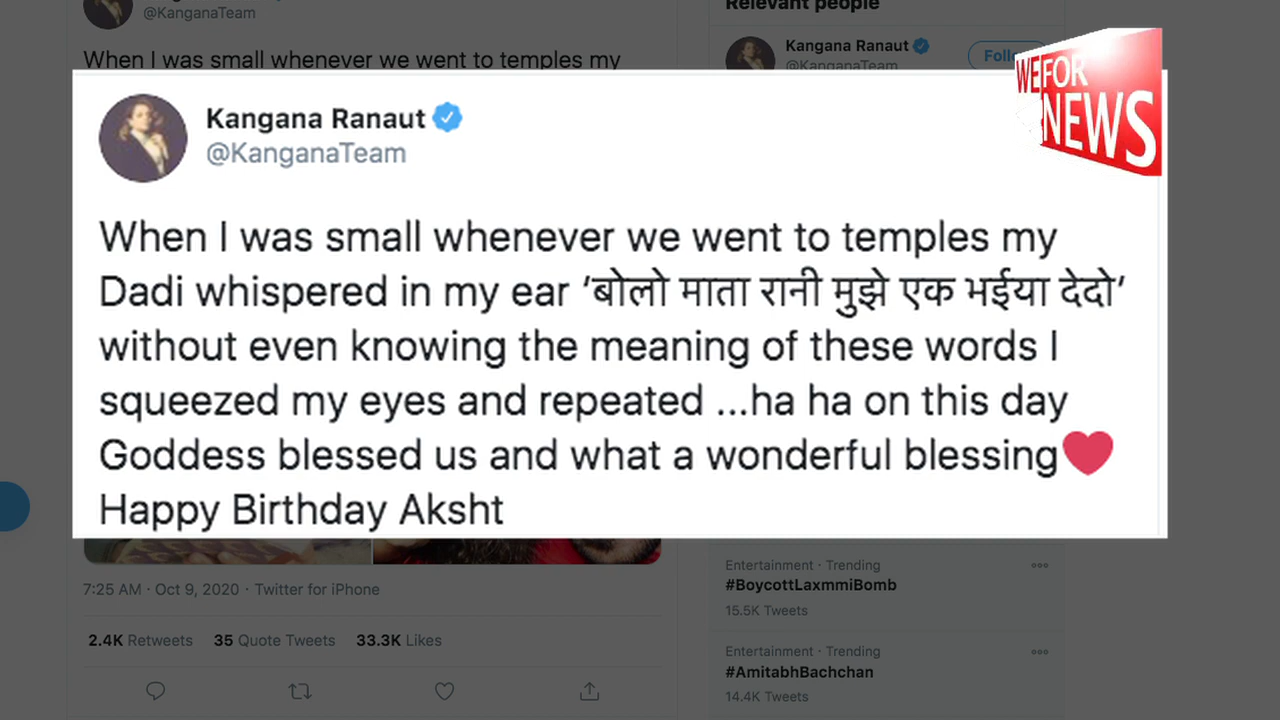 @KanganaTeam
When I was small whenever we went to temples my
Relevant people
Kangana Ranaut
@KanganaTeam
WEFOR
NEWS
Kangana Ranaut
@KanganaTeam
When I was small whenever we went to temples my
Dadi whispered in my ear ‘बोलो माता रानी मुझे एक भईया देदो’
without even knowing the meaning of these words I
squeezed my eyes and repeated ...ha ha on this day
Goddess blessed us and what a wonderful blessing❤
Happy Birthday Aksht
7:25 AM · Oct 9, 2020 · Twitter for iPhone
2.4K Retweets 35 Quote Tweets 33.3K Likes
Entertainment · Trending
#BoycottLaxmmiBomb
15.5K Tweets
Entertainment · Trending
#AmitabhBachchan
14.4K Tweets